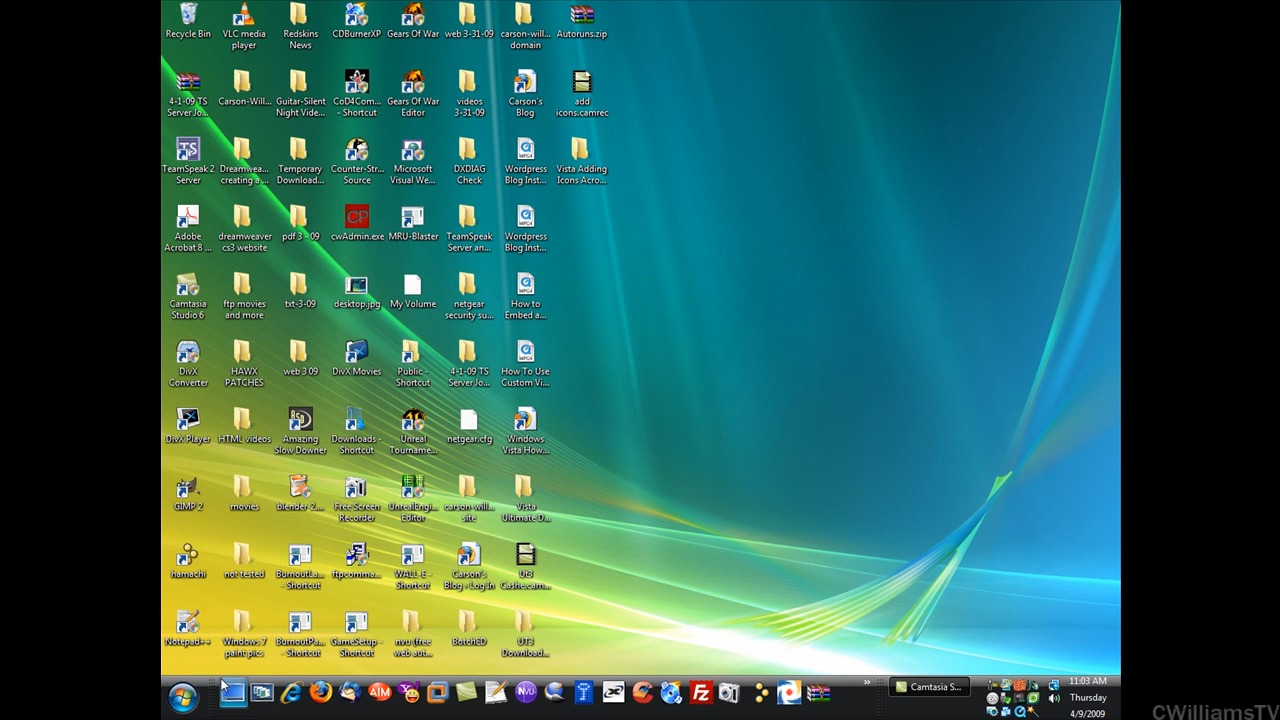 Recycle Bin
VLC media
player
Redskins
News
CDBurnerXP
Gears Of War
web 3-31-09
carson-will...
domain
Autoruns.zip
4-1-09 TS
Server Jo...
Carson-Will...
Guitar-Silent
Night Vide...
CoD4Com...
- Shortcut
Gears Of War
Editor
videos
3-31-09
Carson's
Blog
add
icons.camrec
TeamSpeak 2
Server
Dreamwea...
creating a ...
Temporary
Download...
Counter-Str...
Source
Microsoft
Visual We...
DXDIAG
Check
Wordpress
Blog Inst...
Vista Adding
Icons Acro...
Adobe
Acrobat 8 ...
dreamweaver
cs3 website
pdf 3 - 09
cwAdmin.exe
MRU-Blaster
TeamSpeak
Server an...
Wordpress
Blog Inst...
Camtasia
Studio 6
ftp movies
and more
txt-3-09
desktop.jpg
My Volume
netgear
security su...
How to
Embed a...
DivX
Converter
HAWX
PATCHES
web 3 09
DivX Movies
Public -
Shortcut
4-1-09 TS
Server Jo...
How To Use
Custom Vi...
DivX Player
HTML videos
Amazing
Slow Downer
Downloads -
Shortcut
Unreal
Tourname...
netgear.cfg
Windows
Vista How...
GIMP 2
movies
blender-2...
Free Screen
Recorder
UnrealEngi...
Editor
carson-will...
site
Vista
Ultimate D...
hamachi
not tested
BurnoutLa...
- Shortcut
ftpcomma...
WALL-E -
Shortcut
Carson's
Blog - Log In
Ut3
Cashe.cam...
Notepad++
Windows 7
paint pics
BurnoutPa...
- Shortcut
GameSetup -
Shortcut
nvu (free
web aut...
BotchED
UT3
Download...
Camtasia S...
11:03 AM
Thursday
4/9/2009
CWilliamsTV